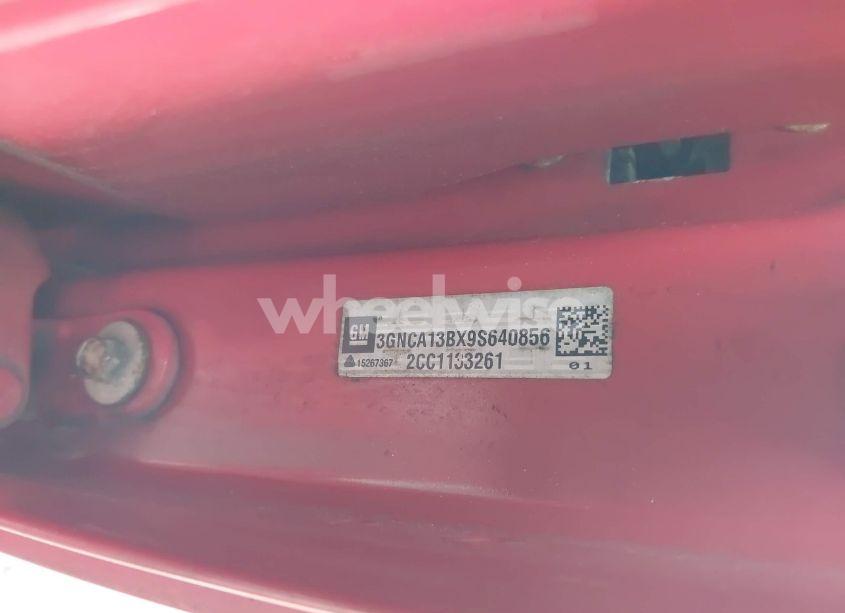 wheelwise
GM
3GNCA13BX9S640856
15267367
2CC1133261
01